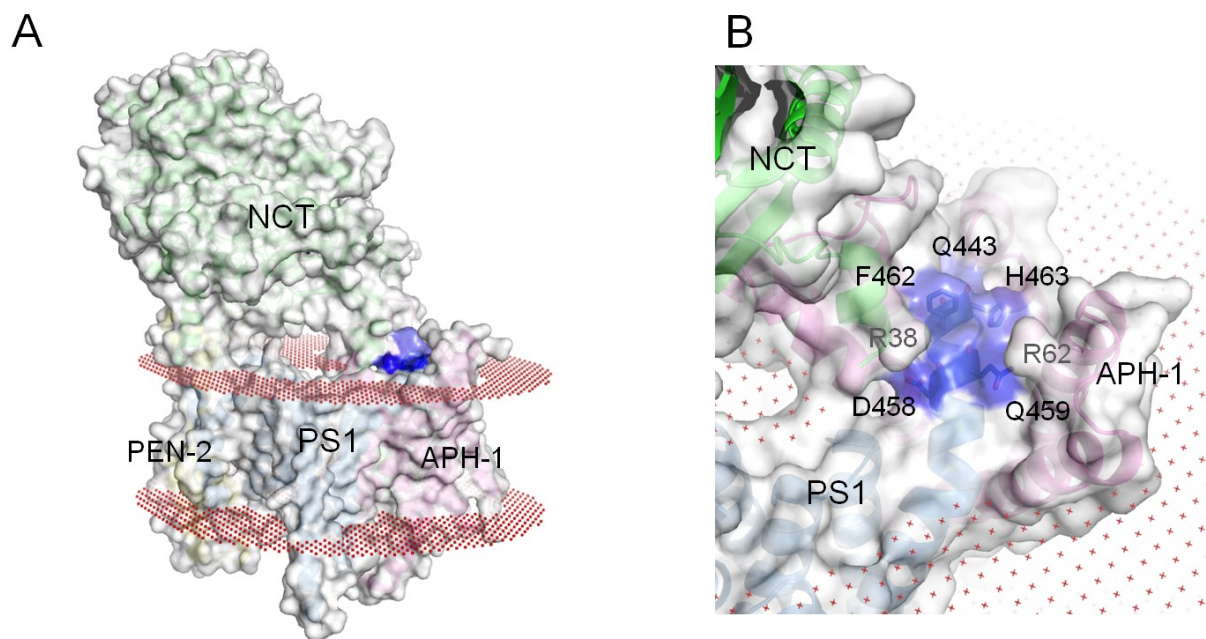 A
NCT
PEN-2
PS1
APH-1
B
NCT
Q443
F462
H463
R38
R62
APH-1
D458
Q459
PS1